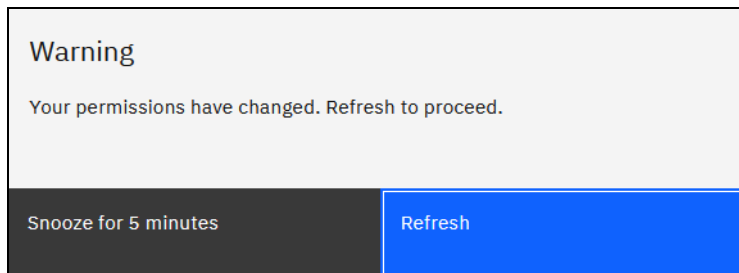 Warning
Your permissions have changed. Refresh to proceed.
Snooze for 5 minutes
Refresh